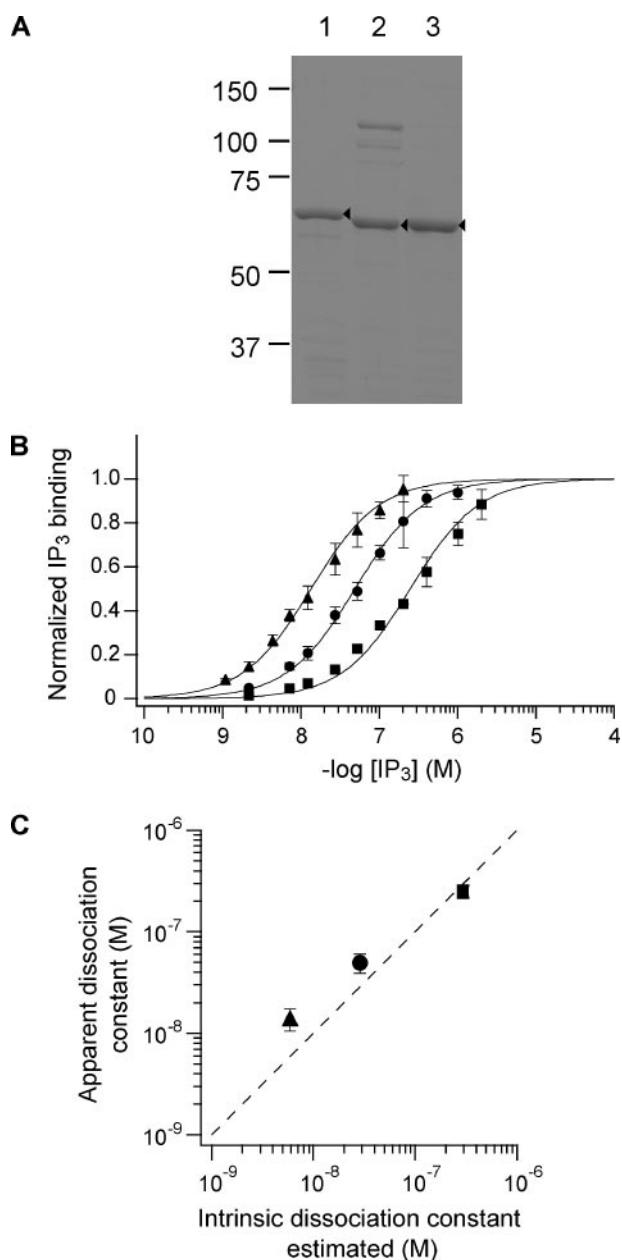 A
1 2 3
150
100
75
50
37
B
Normalized IP3 binding
1.0
0.8
0.6
0.4
0.2
0
10 9 8 7 6 5 4
-log [IP3] (M)
C
Apparent dissociation
constant (M)
10-6
10-7
10-8
10-9
10-9 10-8 10-7 10-6
Intrinsic dissociation constant
estimated (M)